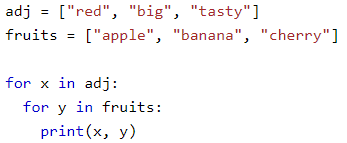 adj = ["red", "big", "tasty"]
fruits = ["apple", "banana", "cherry"]

for x in adj:
  for y in fruits:
    print(x, y)